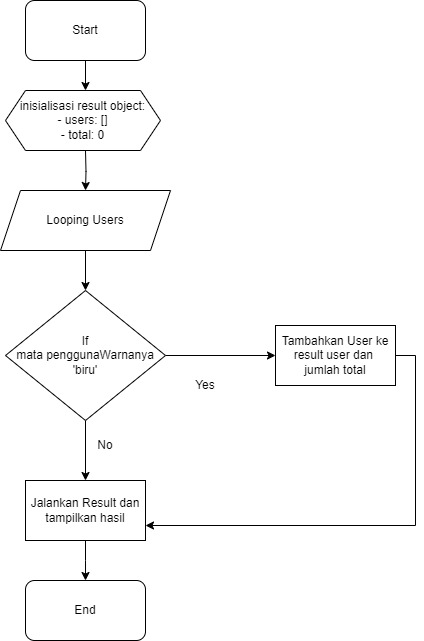 Start
inisialisasi result object:
- users: []
- total: 0
Looping Users
If
mata penggunaWarnanya
'biru'
Tambahkan User ke
result user dan
jumlah total
Yes
No
Jalankan Result dan
tampilkan hasil
End